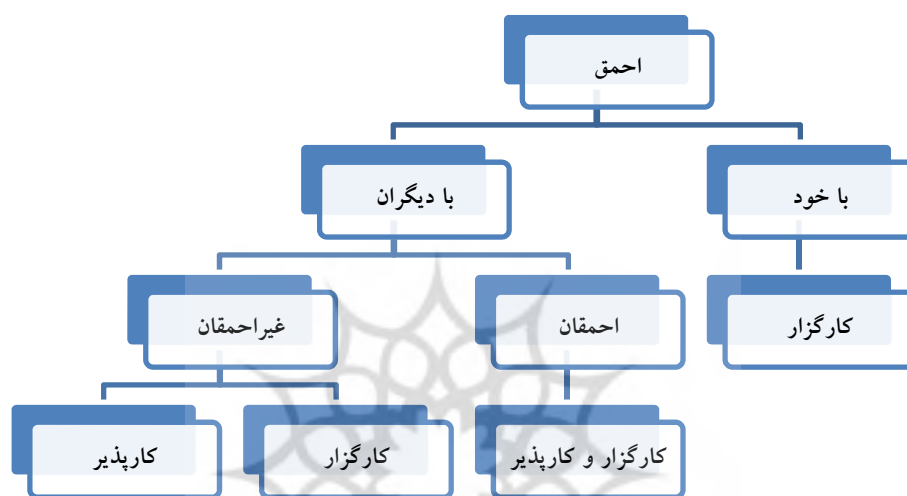 احمق
با خود
با دیگران
کارگزار
احمقان
غیراحمقان
کارگزار و کارپذیر
کارگزار
کارپذیر